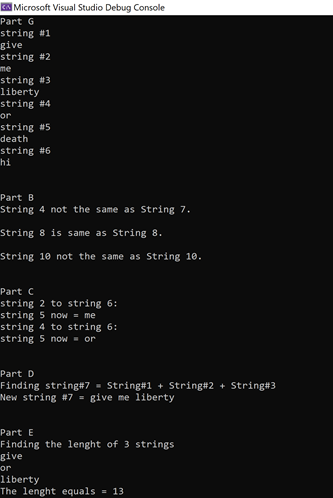 Microsoft Visual Studio Debug Console
Part G
string #1
give
string #2
me
string #3
liberty
string #4
or
string #5
death
string #6
hi
Part B
String 4 not the same as String 7.
String 8 is same as String 8.
String 10 not the same as String 10.
Part C
string 2 to string 6:
string 5 now = me
string 4 to string 6:
string 5 now = or
Part D
Finding string#7 = String#1 + String#2 + String#3
New string #7 = give me liberty
Part E
Finding the lenght of 3 strings
give
or
liberty
The lenght equals = 13